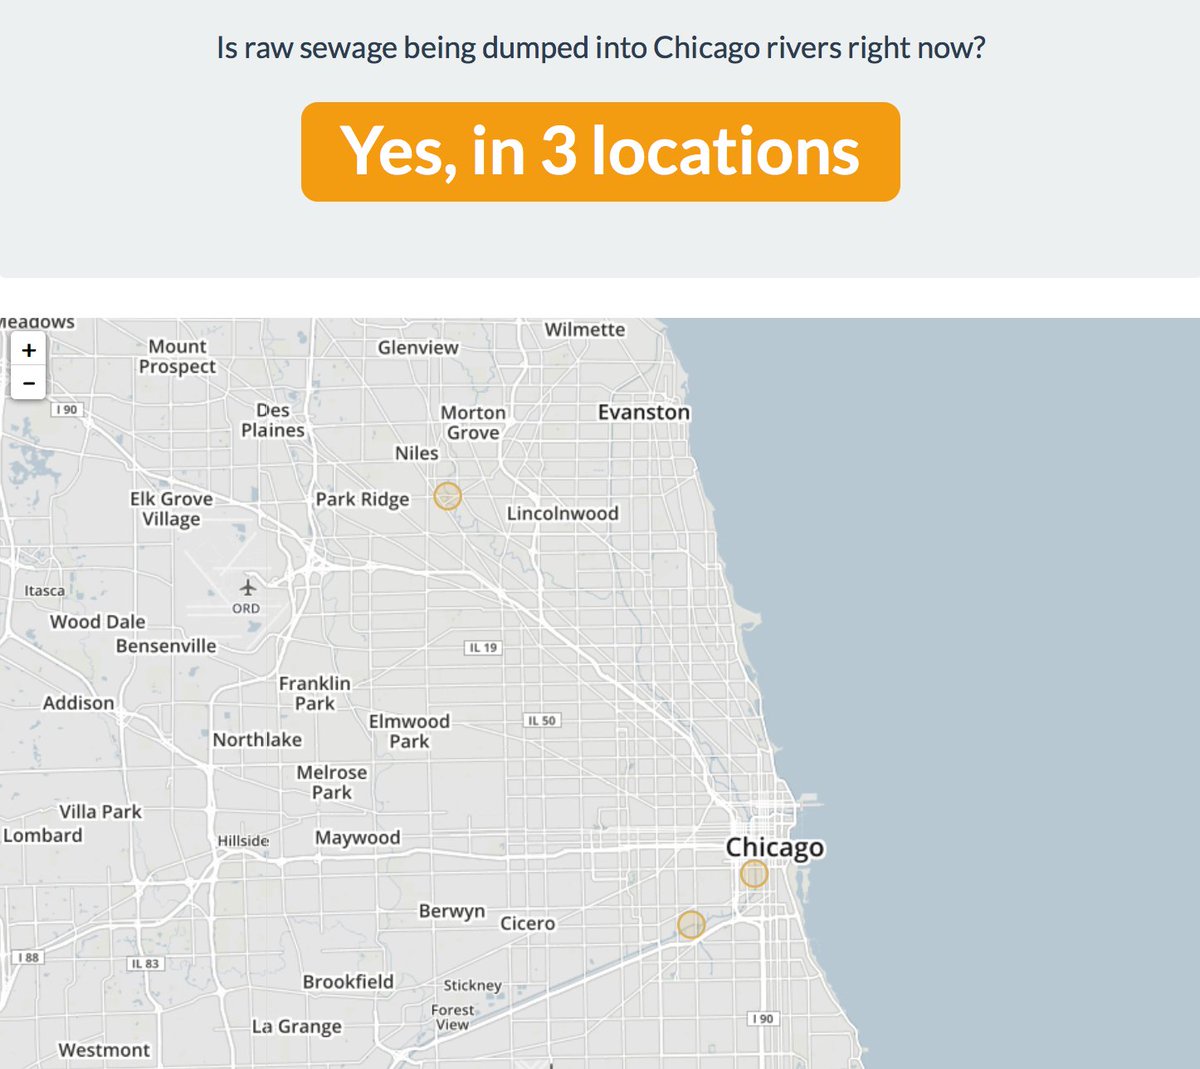 Is raw sewage being dumped into Chicago rivers right now?
Yes, in 3 locations
+
−
Wilmette
Mount
Prospect
Glenview
I 90
Des
Plaines
Morton
Grove
Evanston
Niles
Elk Grove
Village
Park Ridge
Lincolnwood
Itasca
ORD
Wood Dale
Bensenville
IL 19
Franklin
Park
Addison
Elmwood
Park
IL 50
Northlake
Melrose
Park
Villa Park
Lombard
Hillside
Maywood
Chicago
Berwyn
Cicero
I 88
IL 83
Brookfield
Stickney
Forest
View
La Grange
I 90
Westmont